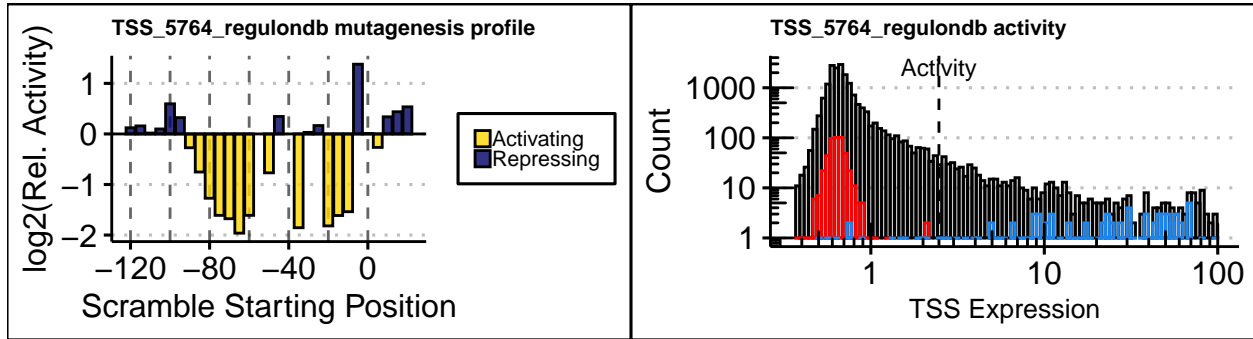 TSS_5764_regulondb mutagenesis profile
log2(Rel. Activity)
1
0
−1
−2
−120
−80
−40
0
Scramble Starting Position
Activating
Repressing
TSS_5764_regulondb activity
Activity
Count
1000
100
10
1
1
10
100
TSS Expression